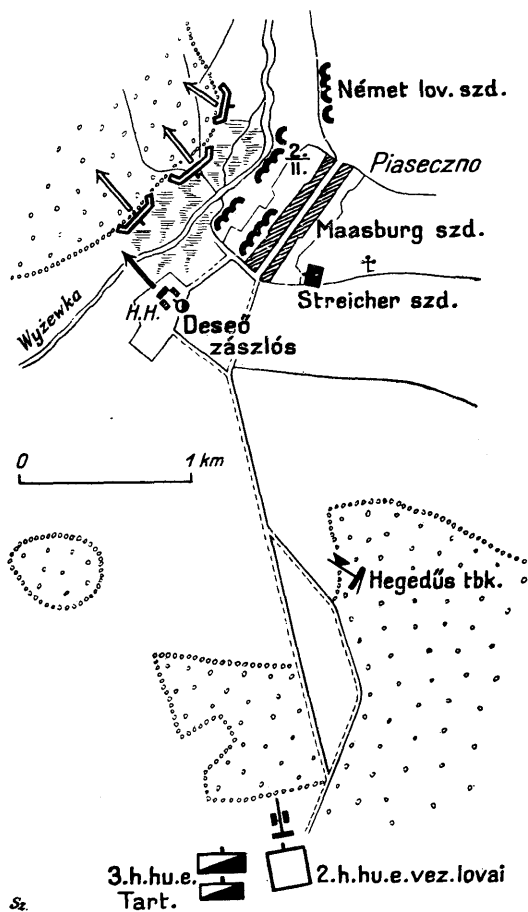 Német lov. szd.
2.
II.
Piaseczno
Maasburg szd.
Streicher szd.
H.H.
Deseő
zászlós
Wyżewka
0 1 km
Hegedűs tbk.
3.h.hu.e.
Tart.
2.h.hu.e.vez.lovai
Sz.